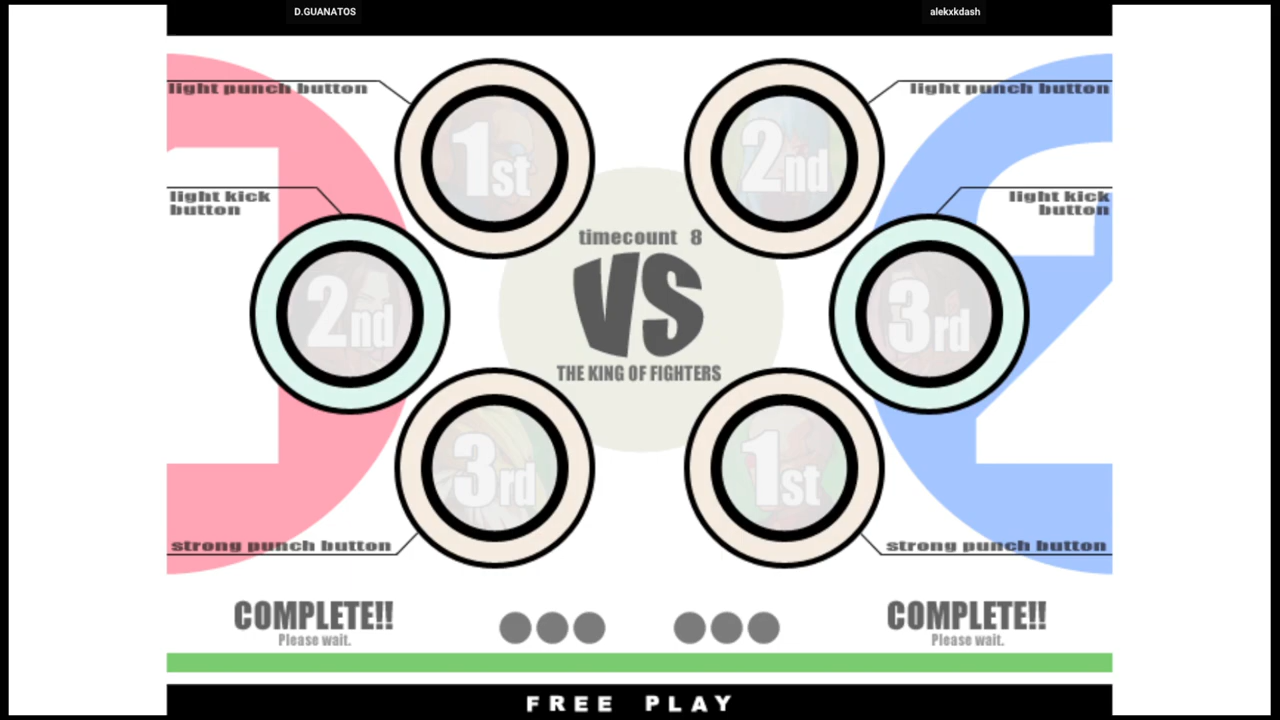 D.GUANATOS
alekxkdash
light punch button
light punch button
1st
2nd
light kick
button
light kick
button
timecount 8
VS
THE KING OF FIGHTERS
2nd
3rd
3rd
1st
strong punch button
strong punch button
COMPLETE!!
Please wait.
COMPLETE!!
Please wait.
FREE PLAY